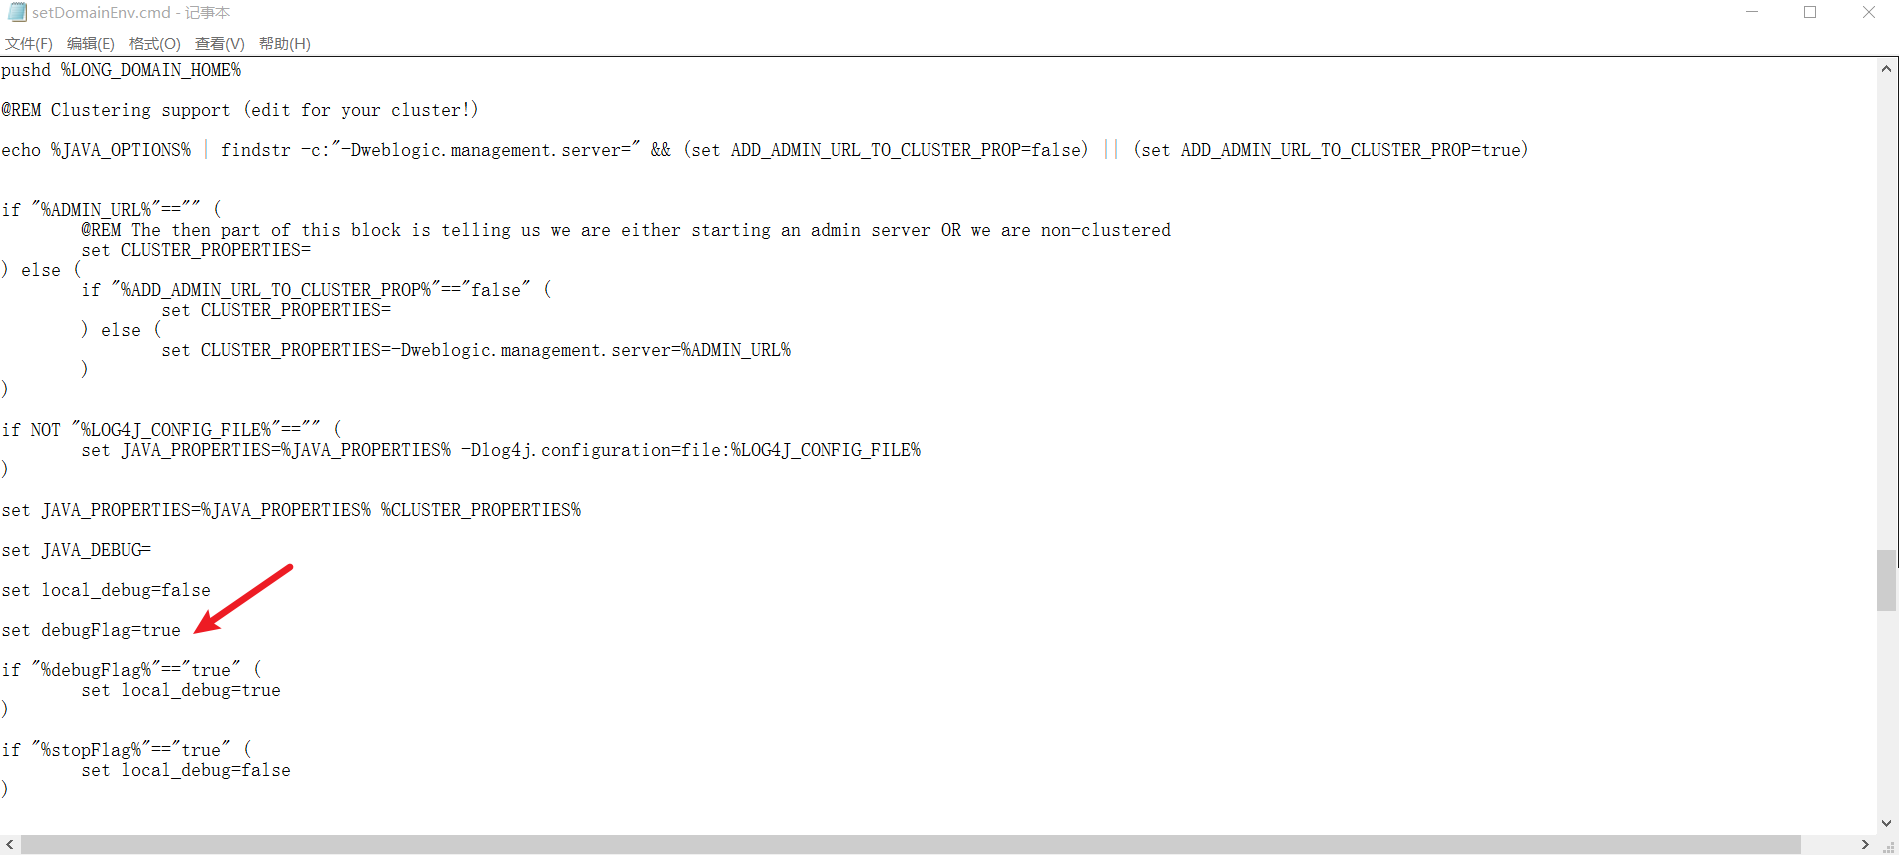 setDomainEnv.cmd - 记事本
文件(F) 编辑(E) 格式(O) 查看(V) 帮助(H)
pushd %LONG_DOMAIN_HOME%
@REM Clustering support (edit for your cluster!)
echo %JAVA_OPTIONS% | findstr -c:"-Dweblogic.management.server=" && (set ADD_ADMIN_URL_TO_CLUSTER_PROP=false) || (set ADD_ADMIN_URL_TO_CLUSTER_PROP=true)
if "%ADMIN_URL%"=="" (
@REM The then part of this block is telling us we are either starting an admin server OR we are non-clustered
set CLUSTER_PROPERTIES=
) else (
if "%ADD_ADMIN_URL_TO_CLUSTER_PROP%"=="false" (
set CLUSTER_PROPERTIES=
) else (
set CLUSTER_PROPERTIES=-Dweblogic.management.server=%ADMIN_URL%
)
)
if NOT "%LOG4J_CONFIG_FILE%"=="" (
set JAVA_PROPERTIES=%JAVA_PROPERTIES% -Dlog4j.configuration=file:%LOG4J_CONFIG_FILE%
)
set JAVA_PROPERTIES=%JAVA_PROPERTIES% %CLUSTER_PROPERTIES%
set JAVA_DEBUG=
set local_debug=false
set debugFlag=true
if "%debugFlag%"=="true" (
set local_debug=true
)
if "%stopFlag%"=="true" (
set local_debug=false
)